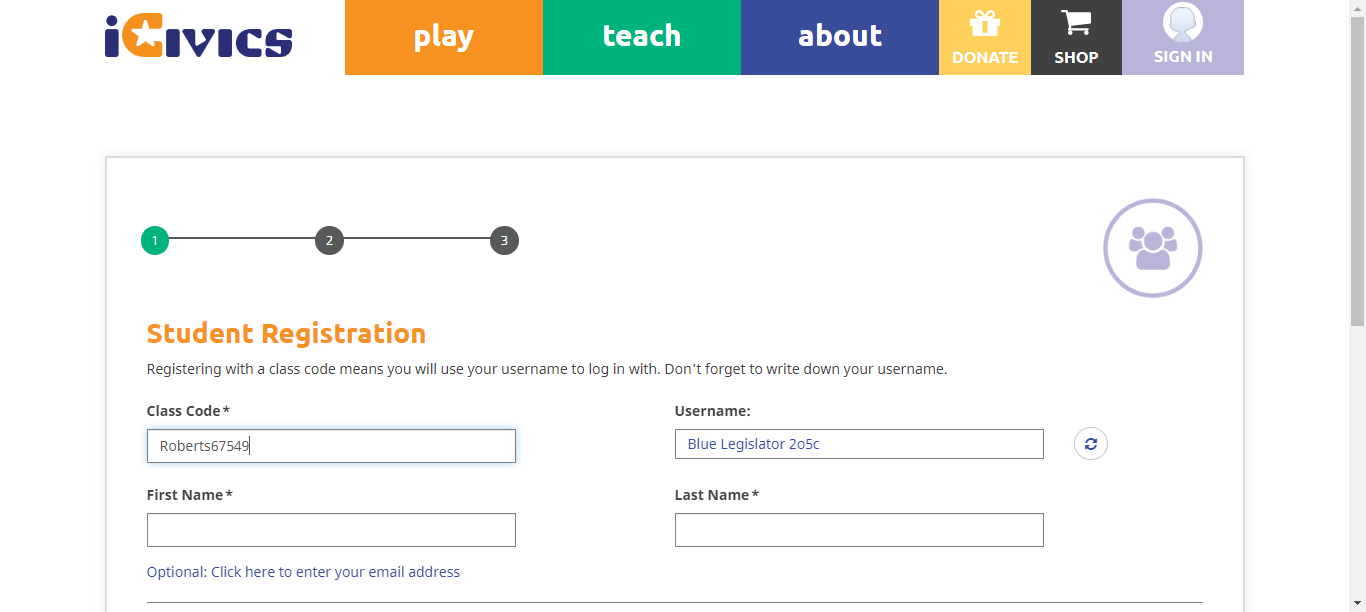 iCivics
play
teach
about
DONATE
SHOP
SIGN IN
1
2
3
Student Registration
Registering with a class code means you will use your username to log in with. Don't forget to write down your username.
Class Code*
Username:
Roberts67549
Blue Legislator 2o5c
First Name*
Last Name*
Optional: Click here to enter your email address